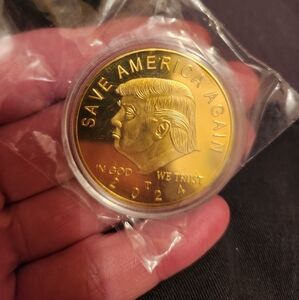 SAVE AMERICA AGAIN
IN GOD WE TRUST
T
2024